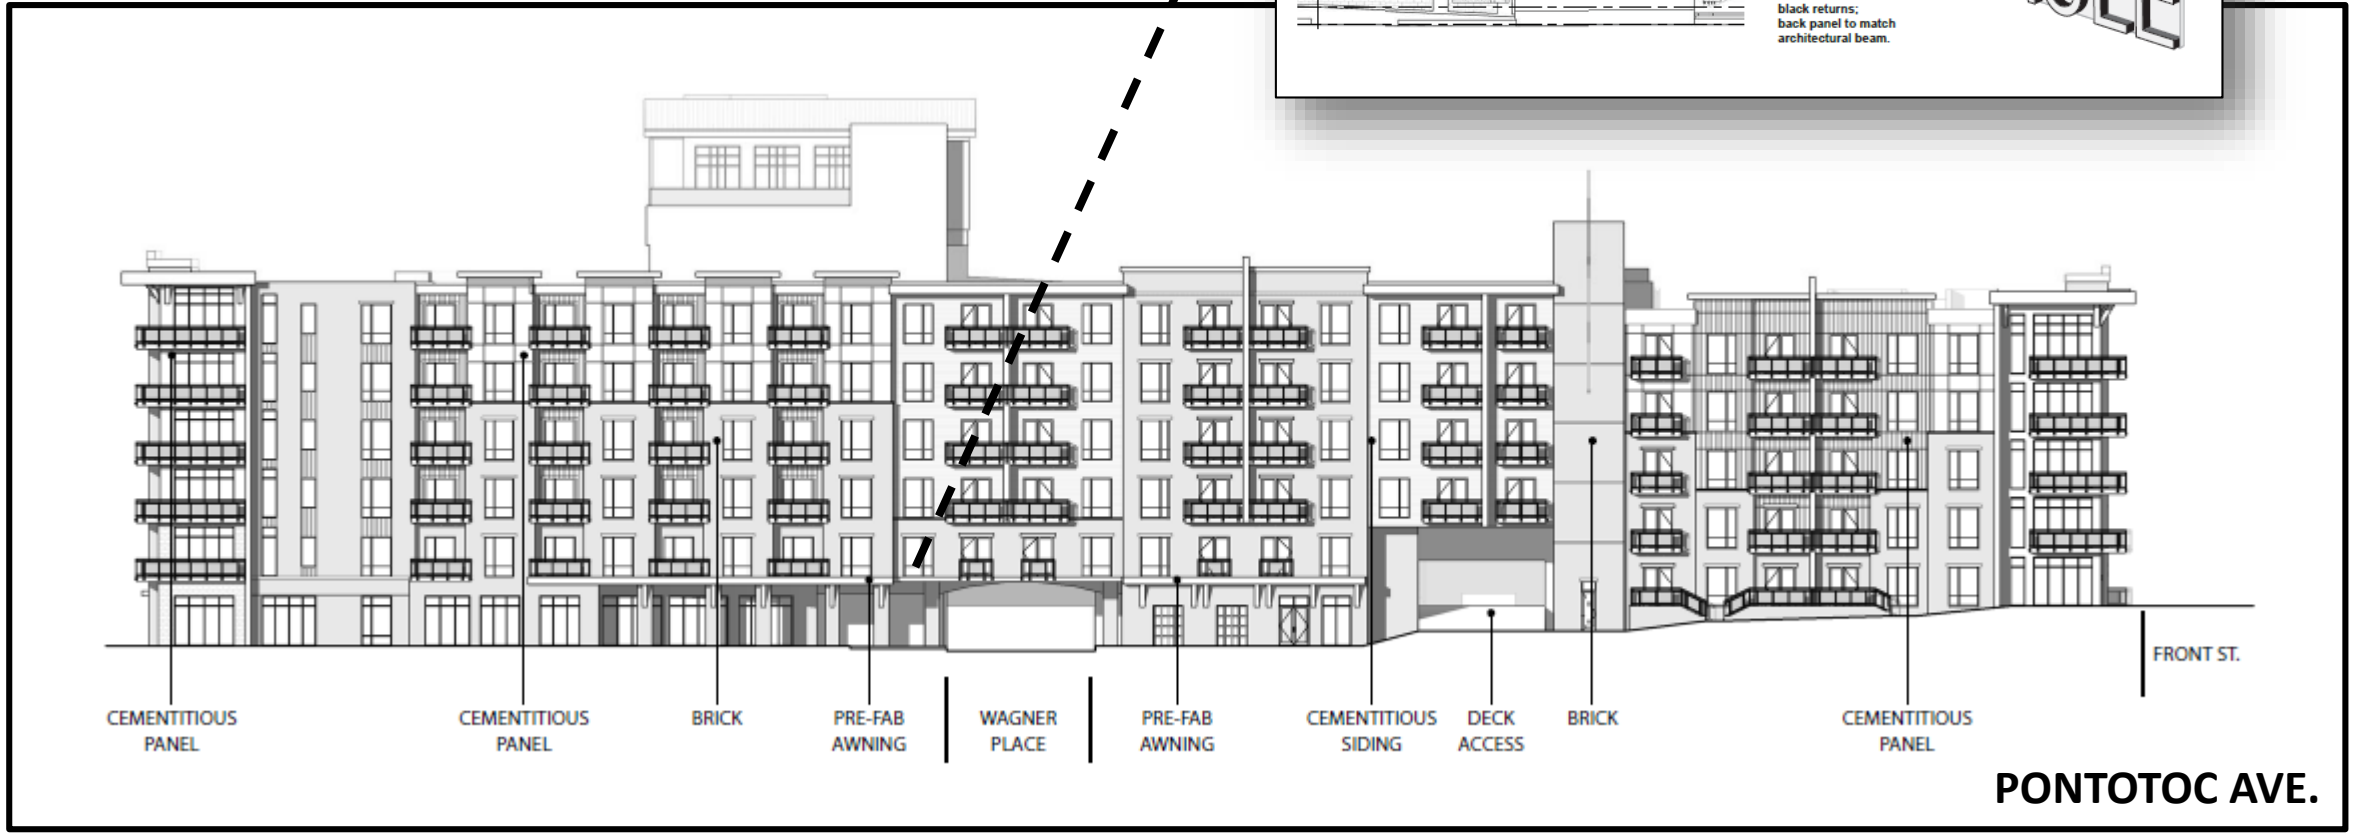 black returns;
back panel to match
architectural beam.
FRONT ST.
CEMENTITIOUS
PANEL
CEMENTITIOUS
PANEL
BRICK
PRE-FAB
AWNING
WAGNER
PLACE
PRE-FAB
AWNING
CEMENTITIOUS
SIDING
DECK
ACCESS
BRICK
CEMENTITIOUS
PANEL
PONTOTOC AVE.